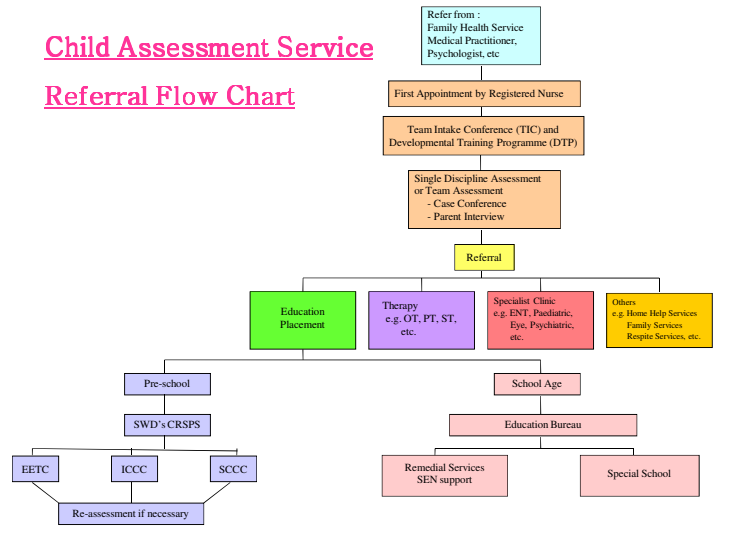 Child Assessment Service
Referral Flow Chart
Refer from :
Family Health Service
Medical Practitioner,
Psychologist, etc
First Appointment by Registered Nurse
Team Intake Conference (TIC) and
Developmental Training Programme (DTP)
Single Discipline Assessment
or Team Assessment
- Case Conference
- Parent Interview
Referral
Education
Placement
Therapy
e.g. OT, PT, ST,
etc.
Specialist Clinic
e.g. ENT, Paediatric,
Eye, Psychiatric,
etc.
Others
e.g. Home Help Services
Family Services
Respite Services, etc.
Pre-school
School Age
SWD's CRSPS
Education Bureau
EETC
ICCC
SCCC
Remedial Services
SEN support
Special School
Re-assessment if necessary